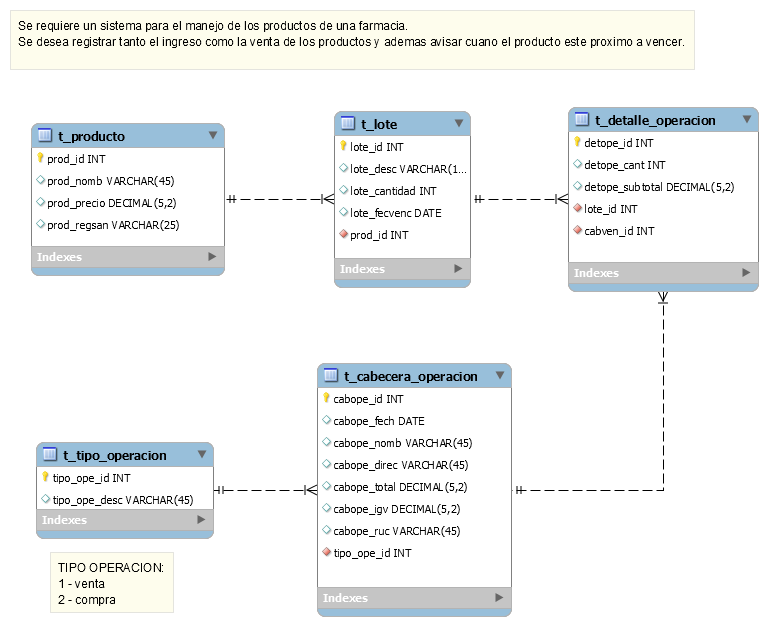 Se requiere un sistema para el manejo de los productos de una farmacia.
Se desea registrar tanto el ingreso como la venta de los productos y ademas avisar cuano el producto este proximo a vencer.
t_producto
prod_id INT
prod_nomb VARCHAR(45)
prod_precio DECIMAL(5,2)
prod_regsan VARCHAR(25)
Indexes
t_lote
lote_id INT
lote_desc VARCHAR(1...
lote_cantidad INT
lote_fecvenc DATE
prod_id INT
Indexes
t_detalle_operacion
detope_id INT
detope_cant INT
detope_subtotal DECIMAL(5,2)
lote_id INT
cabven_id INT
Indexes
t_tipo_operacion
tipo_ope_id INT
tipo_ope_desc VARCHAR(45)
Indexes
t_cabecera_operacion
cabope_id INT
cabope_fech DATE
cabope_nomb VARCHAR(45)
cabope_direc VARCHAR(45)
cabope_total DECIMAL(5,2)
cabope_igv DECIMAL(5,2)
cabope_ruc VARCHAR(45)
tipo_ope_id INT
Indexes
TIPO OPERACION:
1 - venta
2 - compra